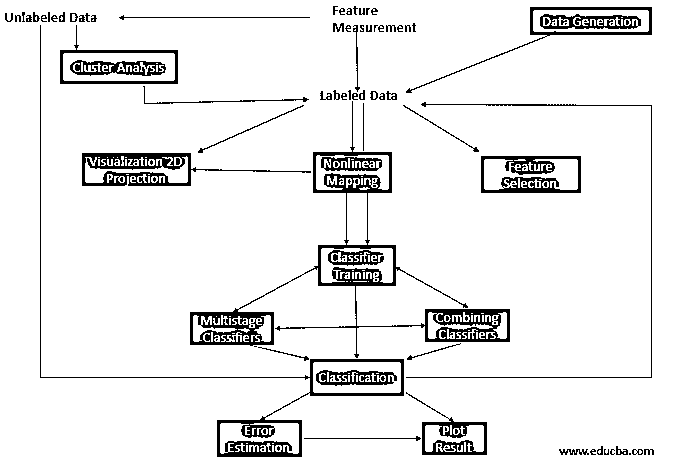 Unlabeled Data
Feature
Measurement
Data Generation
Cluster Analysis
Labeled Data
Visualization 2D
Projection
Nonlinear
Mapping
Feature
Selection
Classifier
Training
Multistage
Classifiers
Combining
Classifiers
Classification
Error
Estimation
Plot
Result
www.educba.com